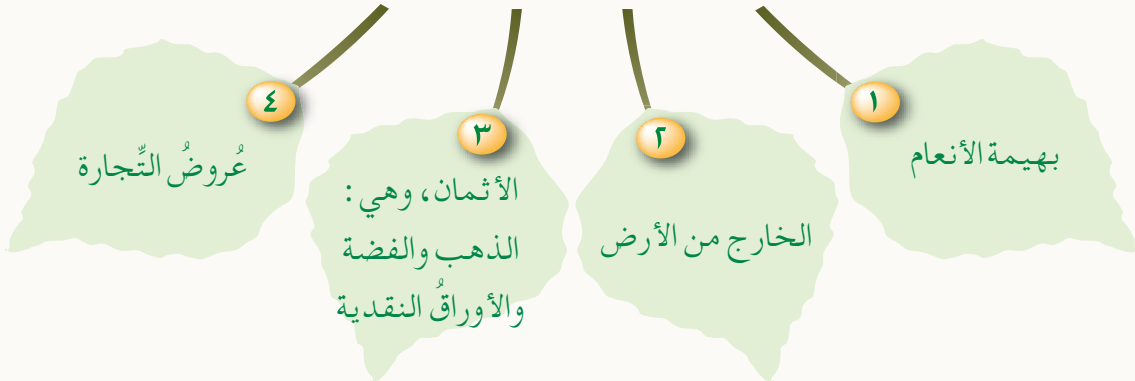 ١
بهيمة الأنعام
٢
الخارج من الأرض
٣
الأثمان، وهي:
الذهب والفضة
والأوراقُ النقدية
٤
عُروضُ التِّجارة